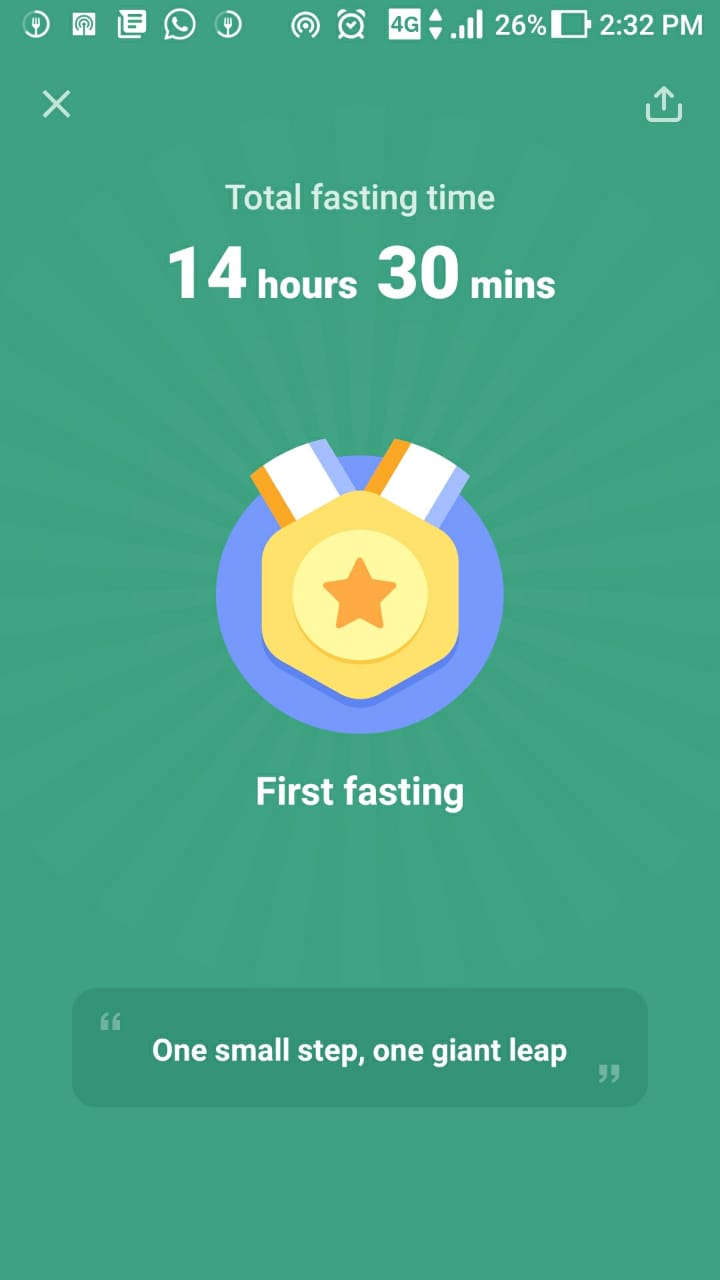 4G 26% 2:32 PM
Total fasting time
14 hours 30 mins
First fasting
“ One small step, one giant leap ”